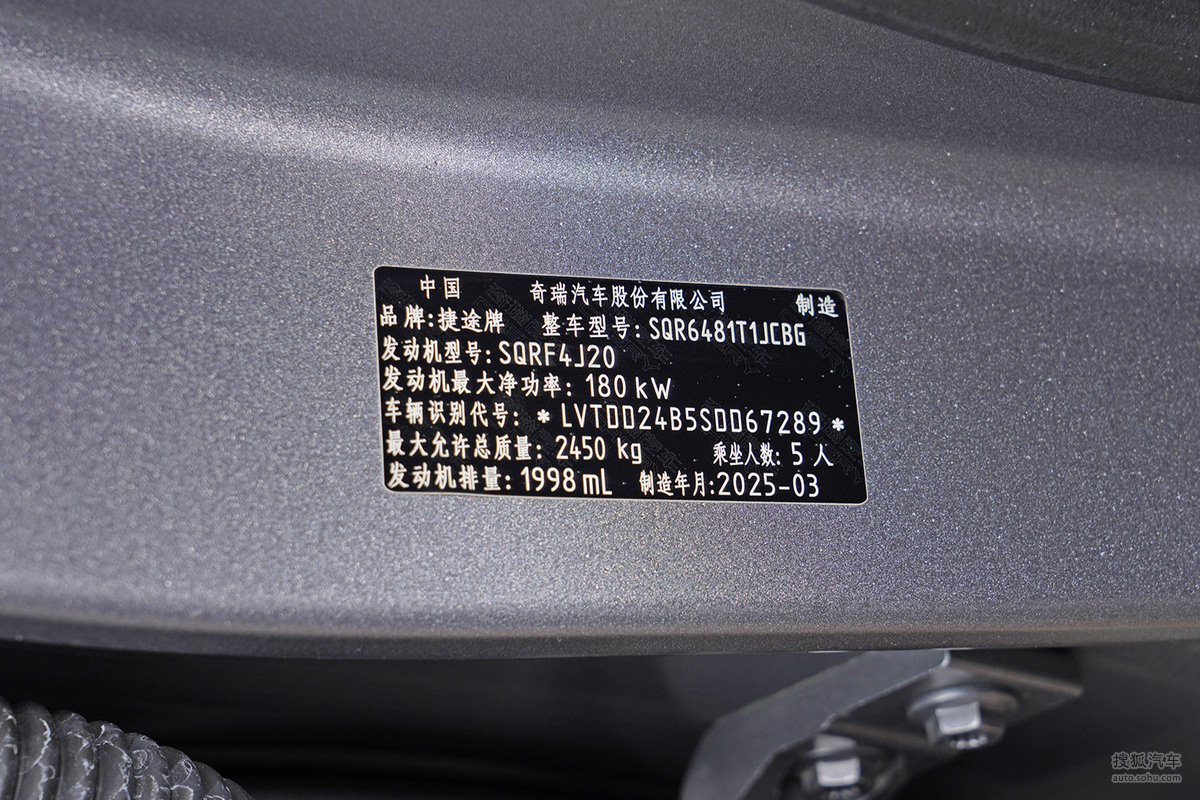 中国 奇瑞汽车股份有限公司 制造
品牌:捷途牌 整车型号:SQR6481T1JCBG
发动机型号:SQRF4J20
发动机最大净功率: 180 kW
车辆识别代号: * LVTDD24B5SDD67289 *
最大允许总质量: 2450 kg 乘坐人数: 5 人
发动机排量: 1998 mL 制造年月:2025-03
搜狐汽车
auto.sohu.com